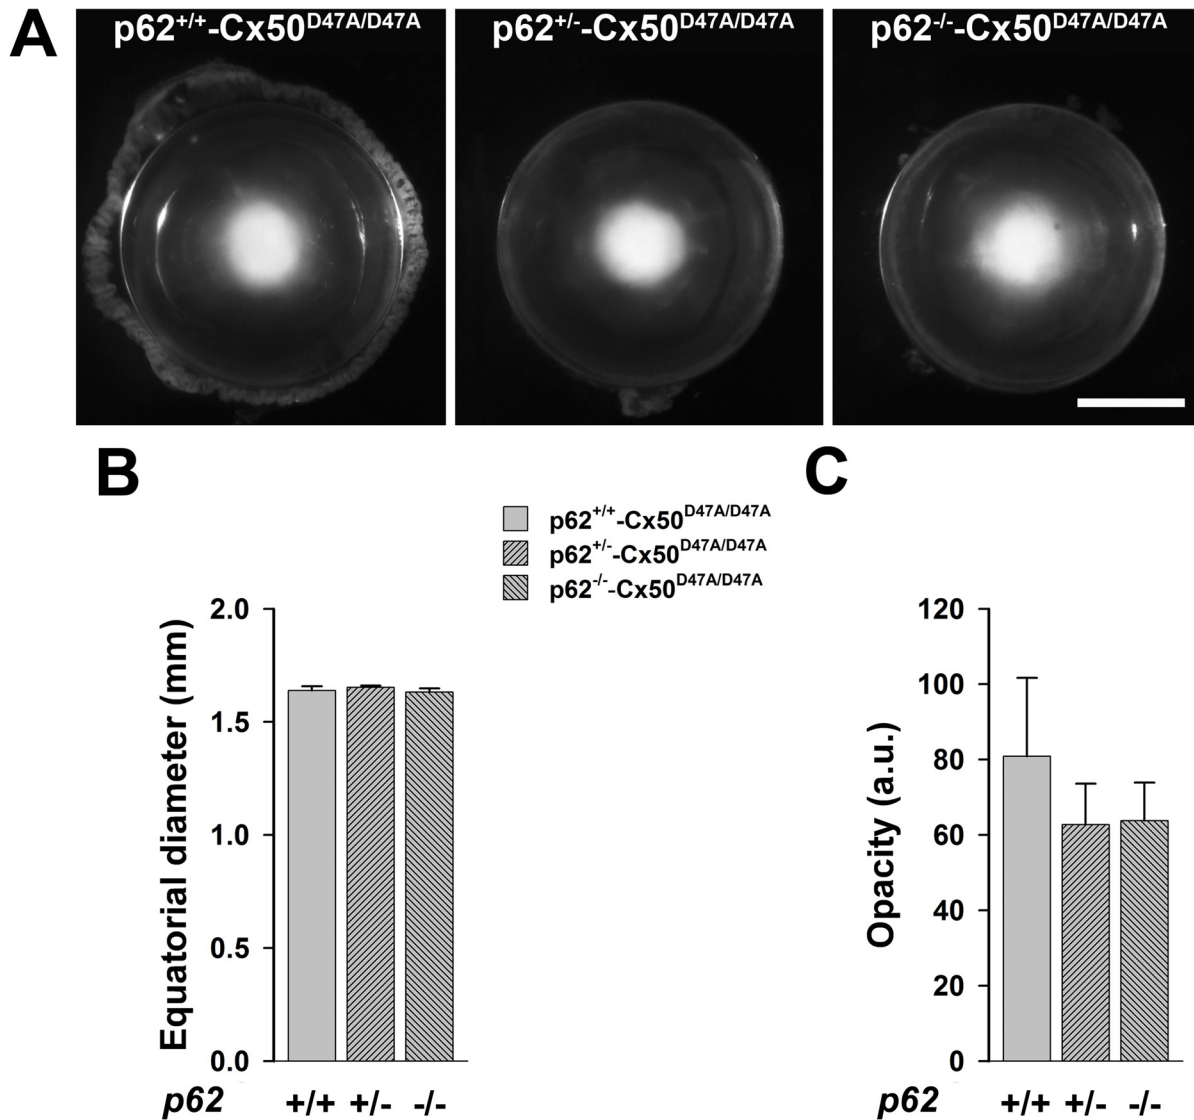 A
p62+/+-Cx50D47A/D47A
p62+/--Cx50D47A/D47A
p62-/--Cx50D47A/D47A
B
C
p62+/+-Cx50D47A/D47A
p62+/--Cx50D47A/D47A
p62-/--Cx50D47A/D47A
Equatorial diameter (mm)
2.0
1.5
1.0
0.5
0.0
p62 +/+ +/- -/-
Opacity (a.u.)
120
100
80
60
40
20
0
p62 +/+ +/- -/-